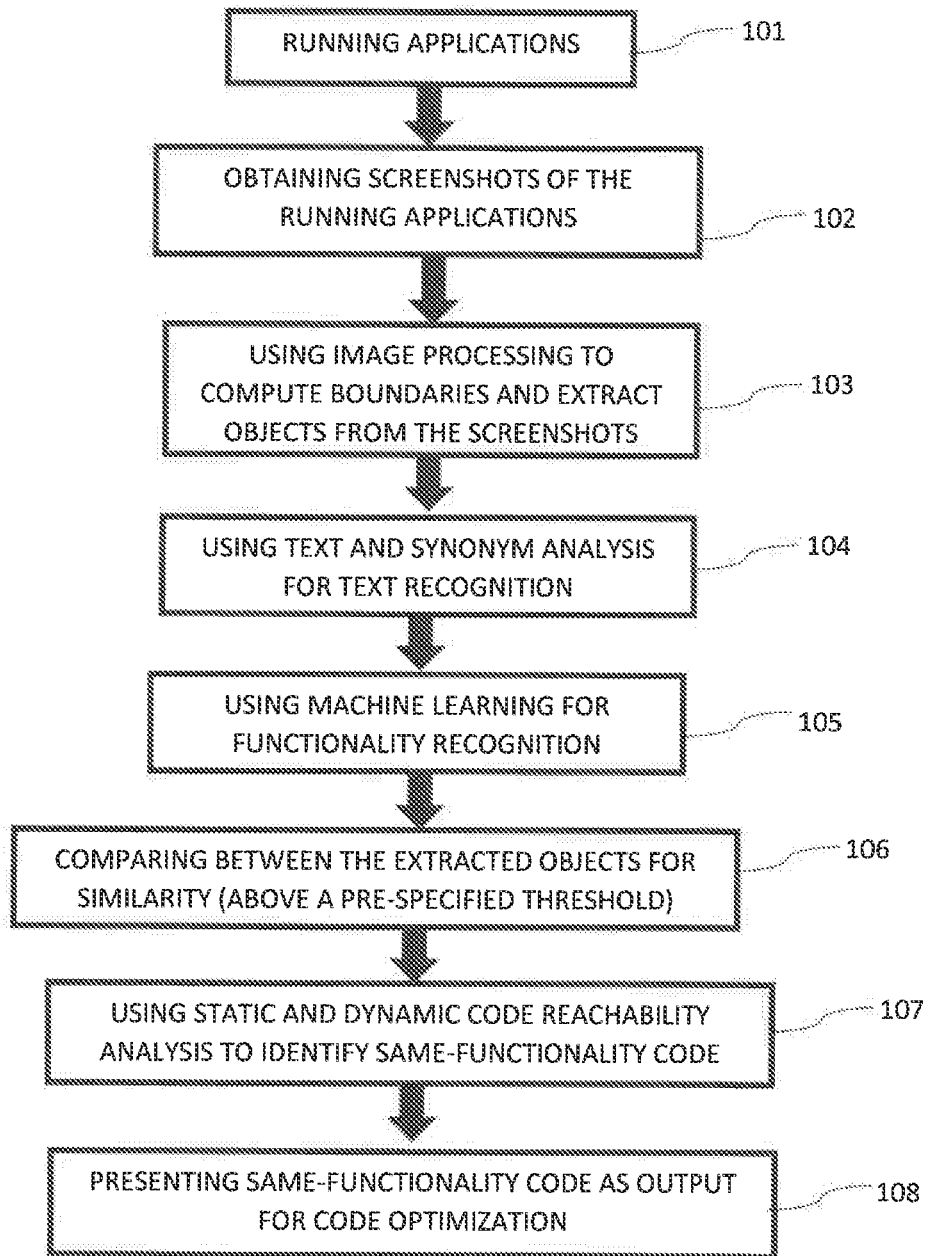 RUNNING APPLICATIONS
101
OBTAINING SCREENSHOTS OF THE
RUNNING APPLICATIONS
102
USING IMAGE PROCESSING TO
COMPUTE BOUNDARIES AND EXTRACT
OBJECTS FROM THE SCREENSHOTS
103
USING TEXT AND SYNONYM ANALYSIS
FOR TEXT RECOGNITION
104
USING MACHINE LEARNING FOR
FUNCTIONALITY RECOGNITION
105
COMPARING BETWEEN THE EXTRACTED OBJECTS FOR
SIMILARITY (ABOVE A PRE-SPECIFIED THRESHOLD)
106
USING STATIC AND DYNAMIC CODE REACHABILITY
ANALYSIS TO IDENTIFY SAME-FUNCTIONALITY CODE
107
PRESENTING SAME-FUNCTIONALITY CODE AS OUTPUT
FOR CODE OPTIMIZATION
108